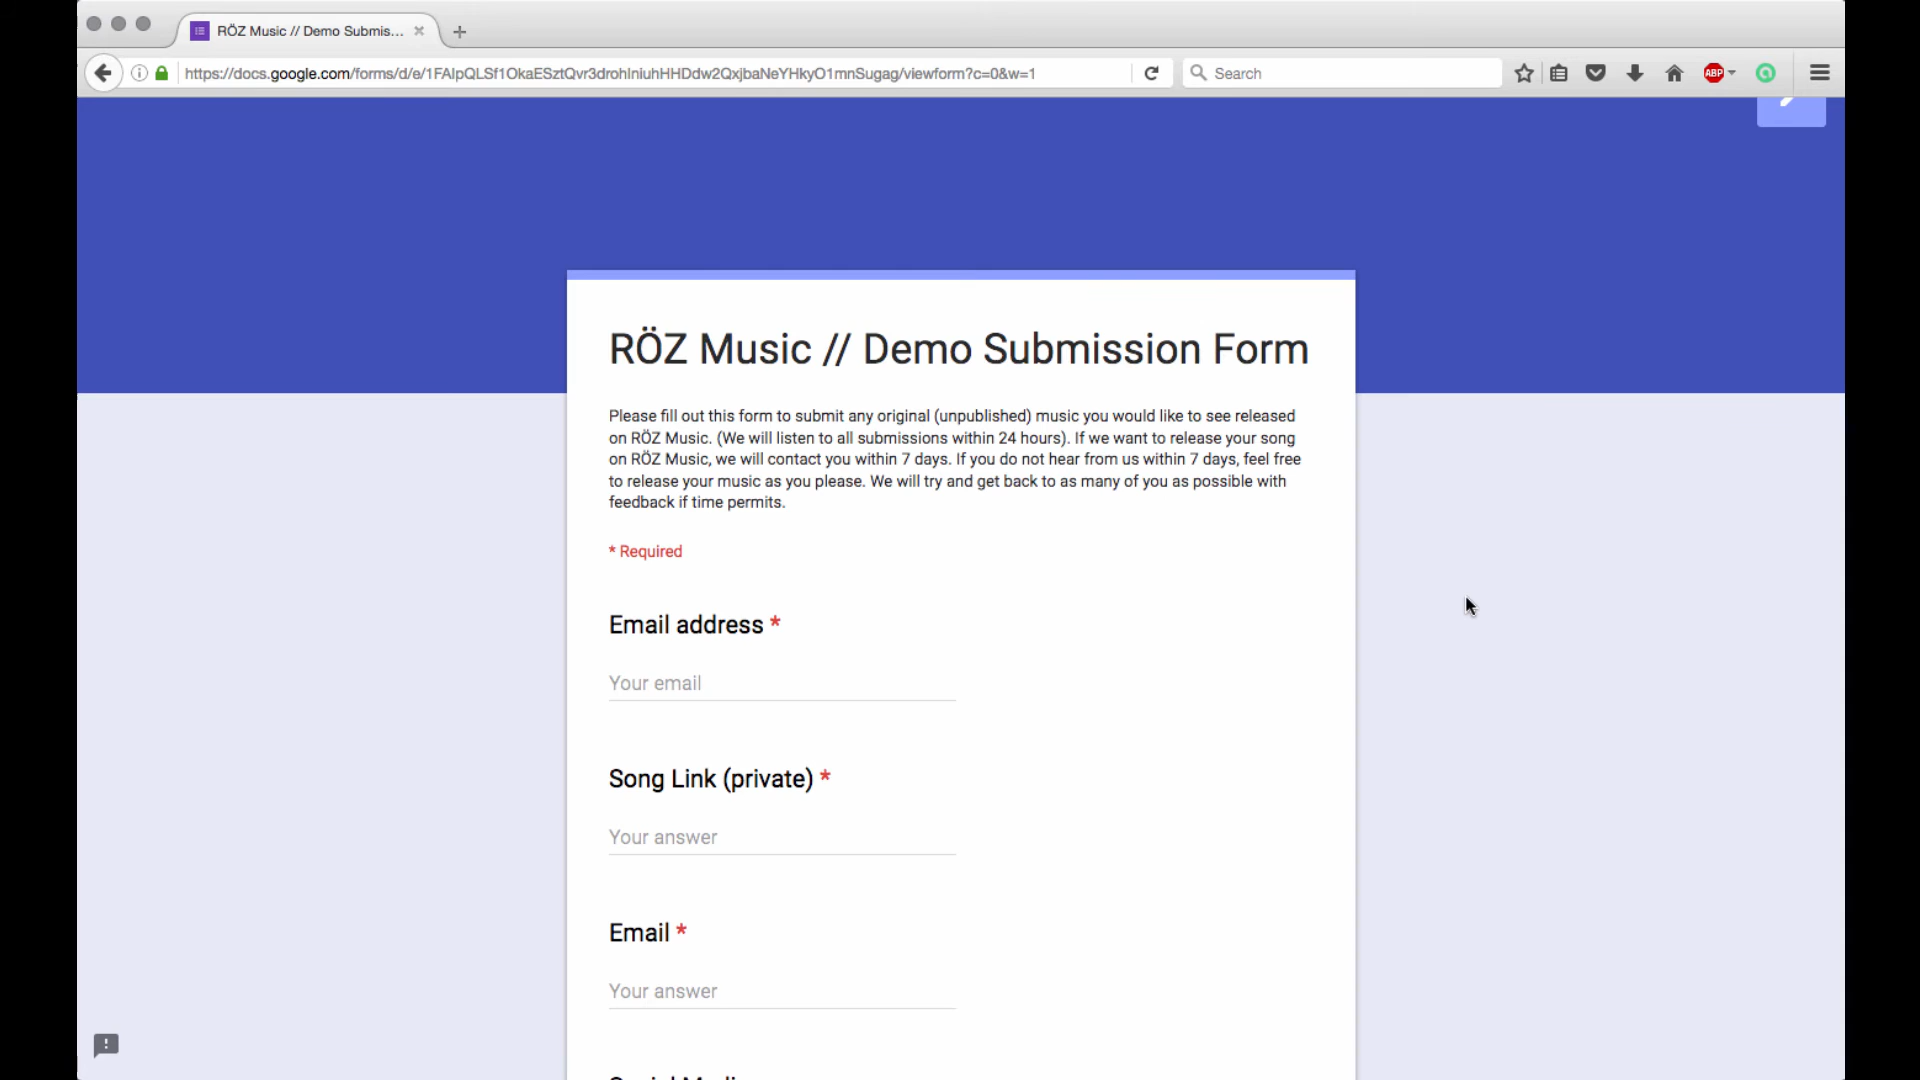 RÖZ Music // Demo Submis...
https://docs.google.com/forms/d/e/1FAIpQLSf1OkaESztQvr3drohIniuhHHDdw2QxjbaNeYHkyO1mnSugag/viewform?c=0&w=1
Search
ABP
RÖZ Music // Demo Submission Form
Please fill out this form to submit any original (unpublished) music you would like to see released
on RÖZ Music. (We will listen to all submissions within 24 hours). If we want to release your song
on RÖZ Music, we will contact you within 7 days. If you do not hear from us within 7 days, feel free
to release your music as you please. We will try and get back to as many of you as possible with
feedback if time permits.
* Required
Email address *
Your email
Song Link (private) *
Your answer
Email *
Your answer